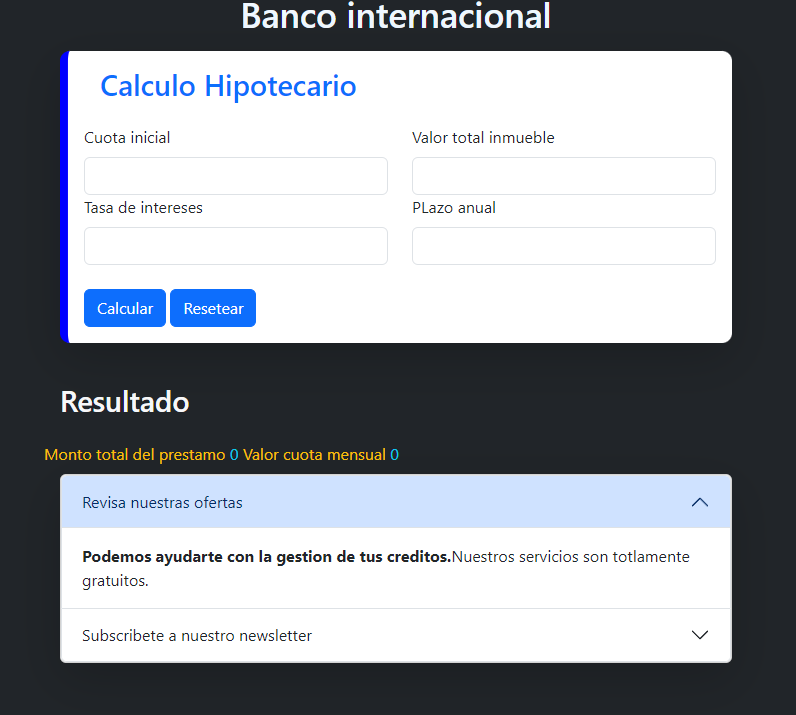 Banco internacional
Calculo Hipotecario
Cuota inicial
Valor total inmueble
Tasa de intereses
PLazo anual
Calcular
Resetear
Resultado
Monto total del prestamo 0 Valor cuota mensual 0
Revisa nuestras ofertas
Podemos ayudarte con la gestion de tus creditos.Nuestros servicios son totlamente
gratuitos.
Subscribete a nuestro newsletter